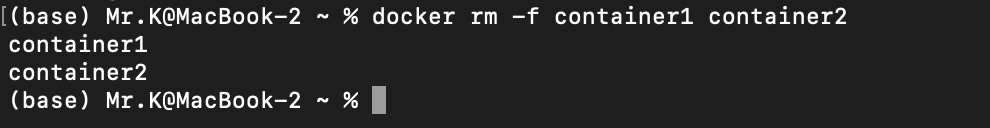 [(base) Mr.K@MacBook-2 ~ % docker rm -f container1 container2
container1
container2
(base) Mr.K@MacBook-2 ~ %